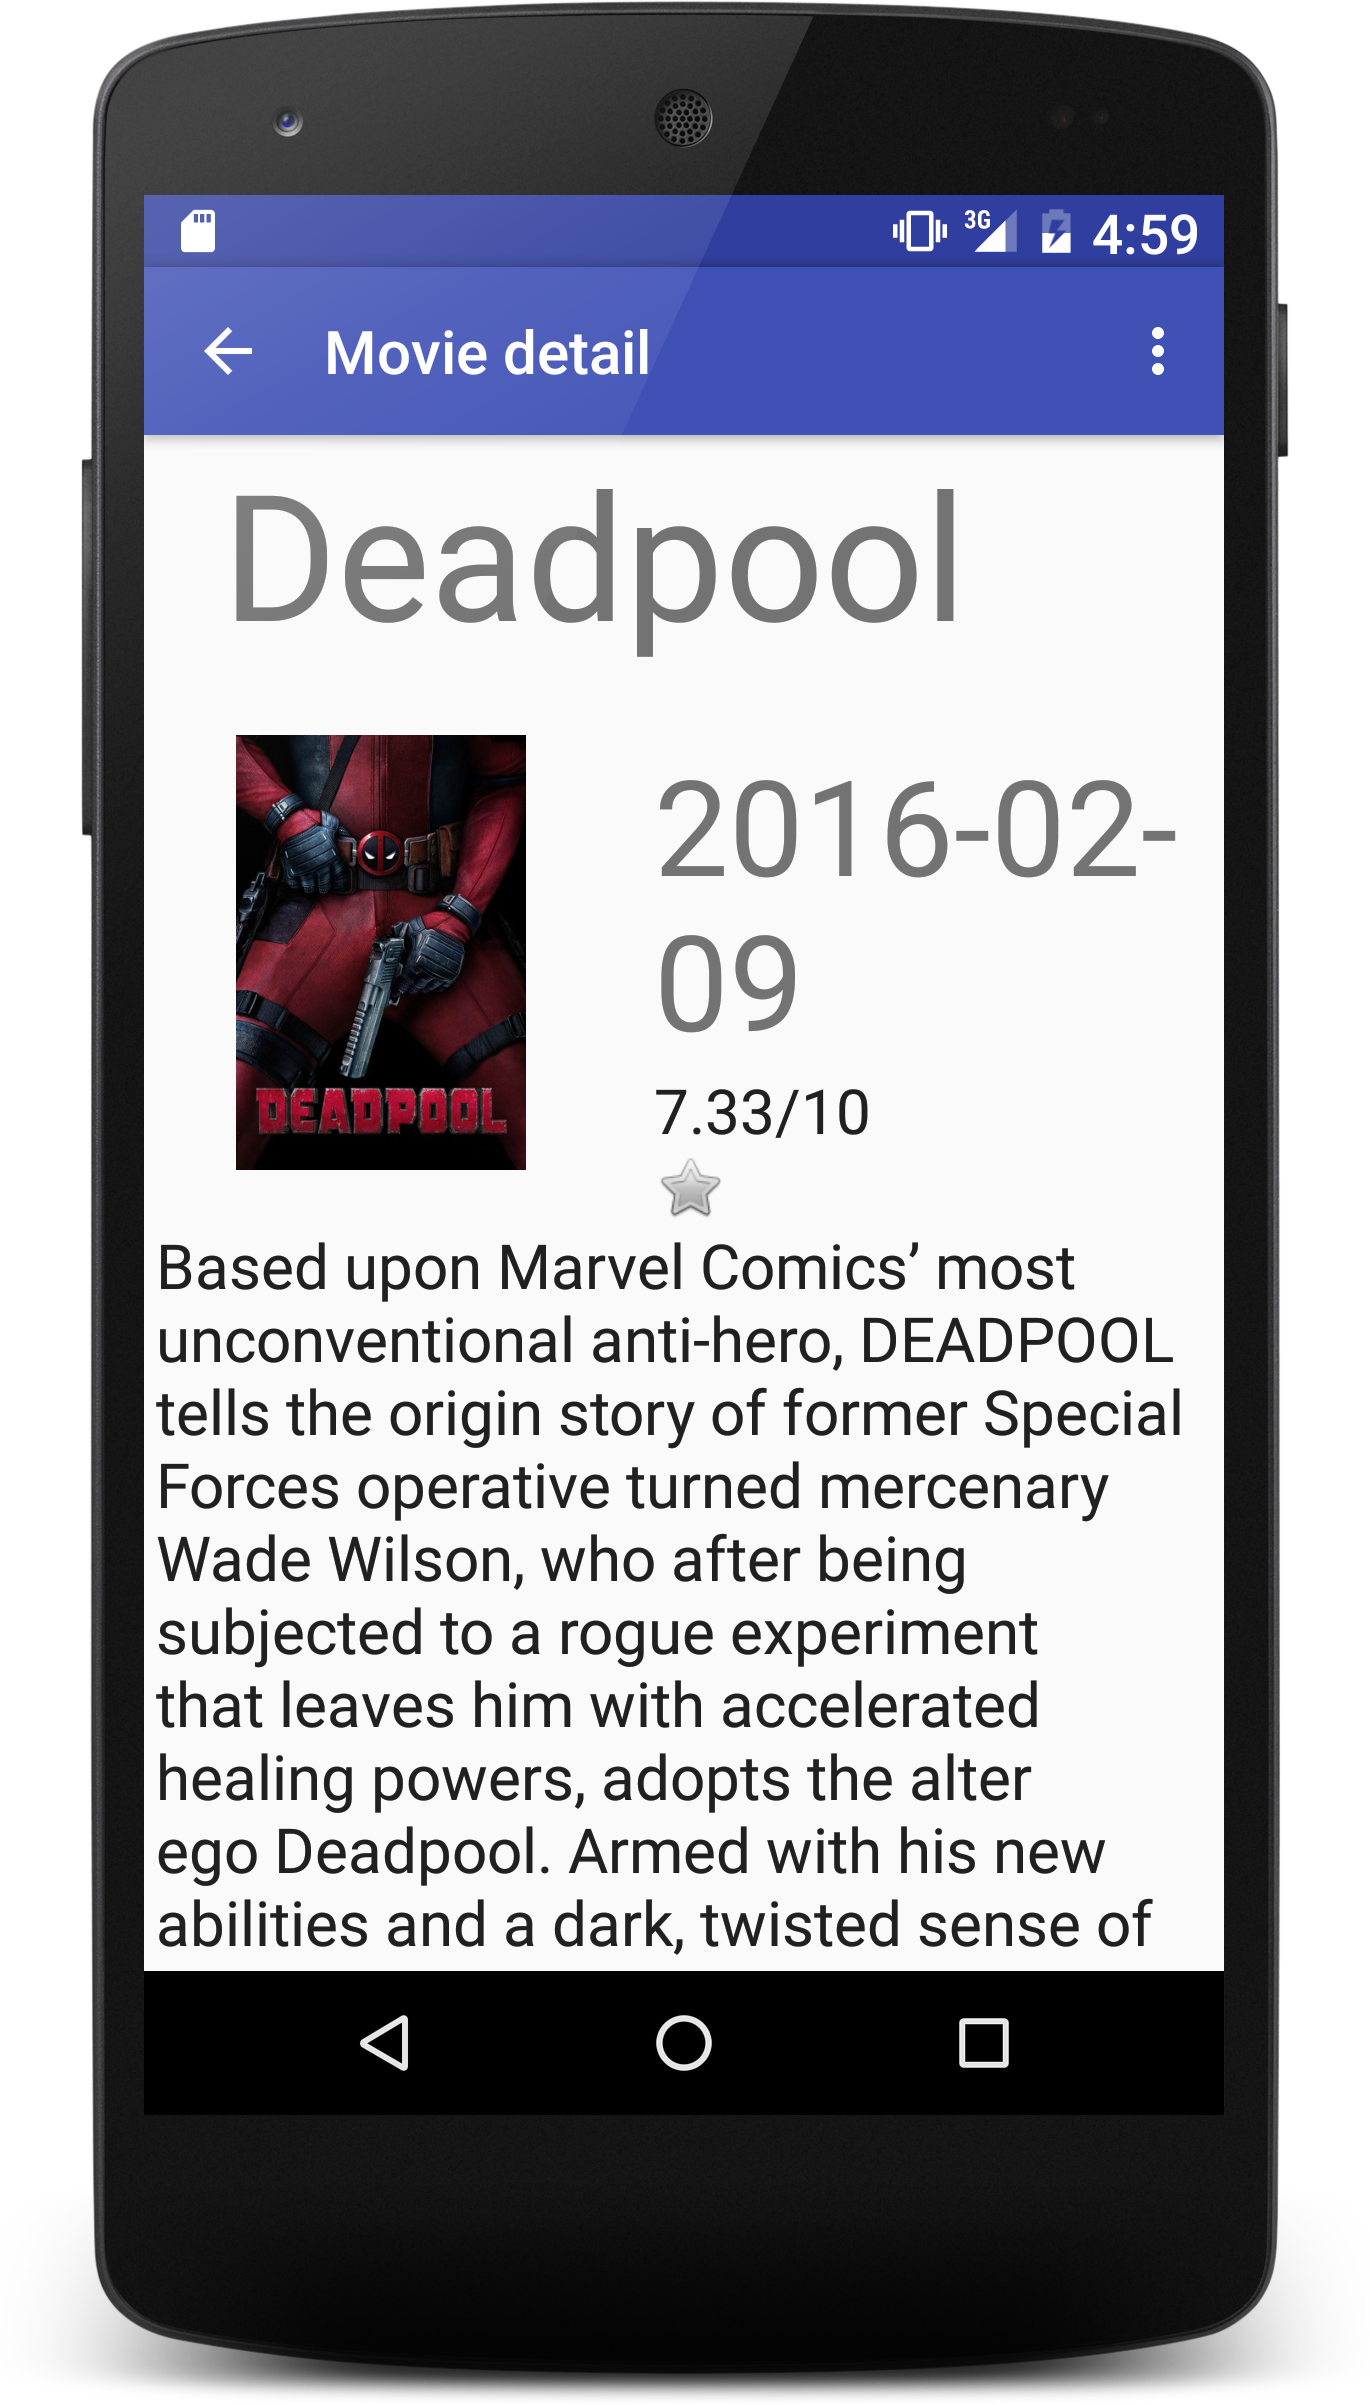 3G 4:59
Movie detail
Deadpool
2016-02-
09
7.33/10
DEADPOOL
Based upon Marvel Comics’ most
unconventional anti-hero, DEADPOOL
tells the origin story of former Special
Forces operative turned mercenary
Wade Wilson, who after being
subjected to a rogue experiment
that leaves him with accelerated
healing powers, adopts the alter
ego Deadpool. Armed with his new
abilities and a dark, twisted sense of